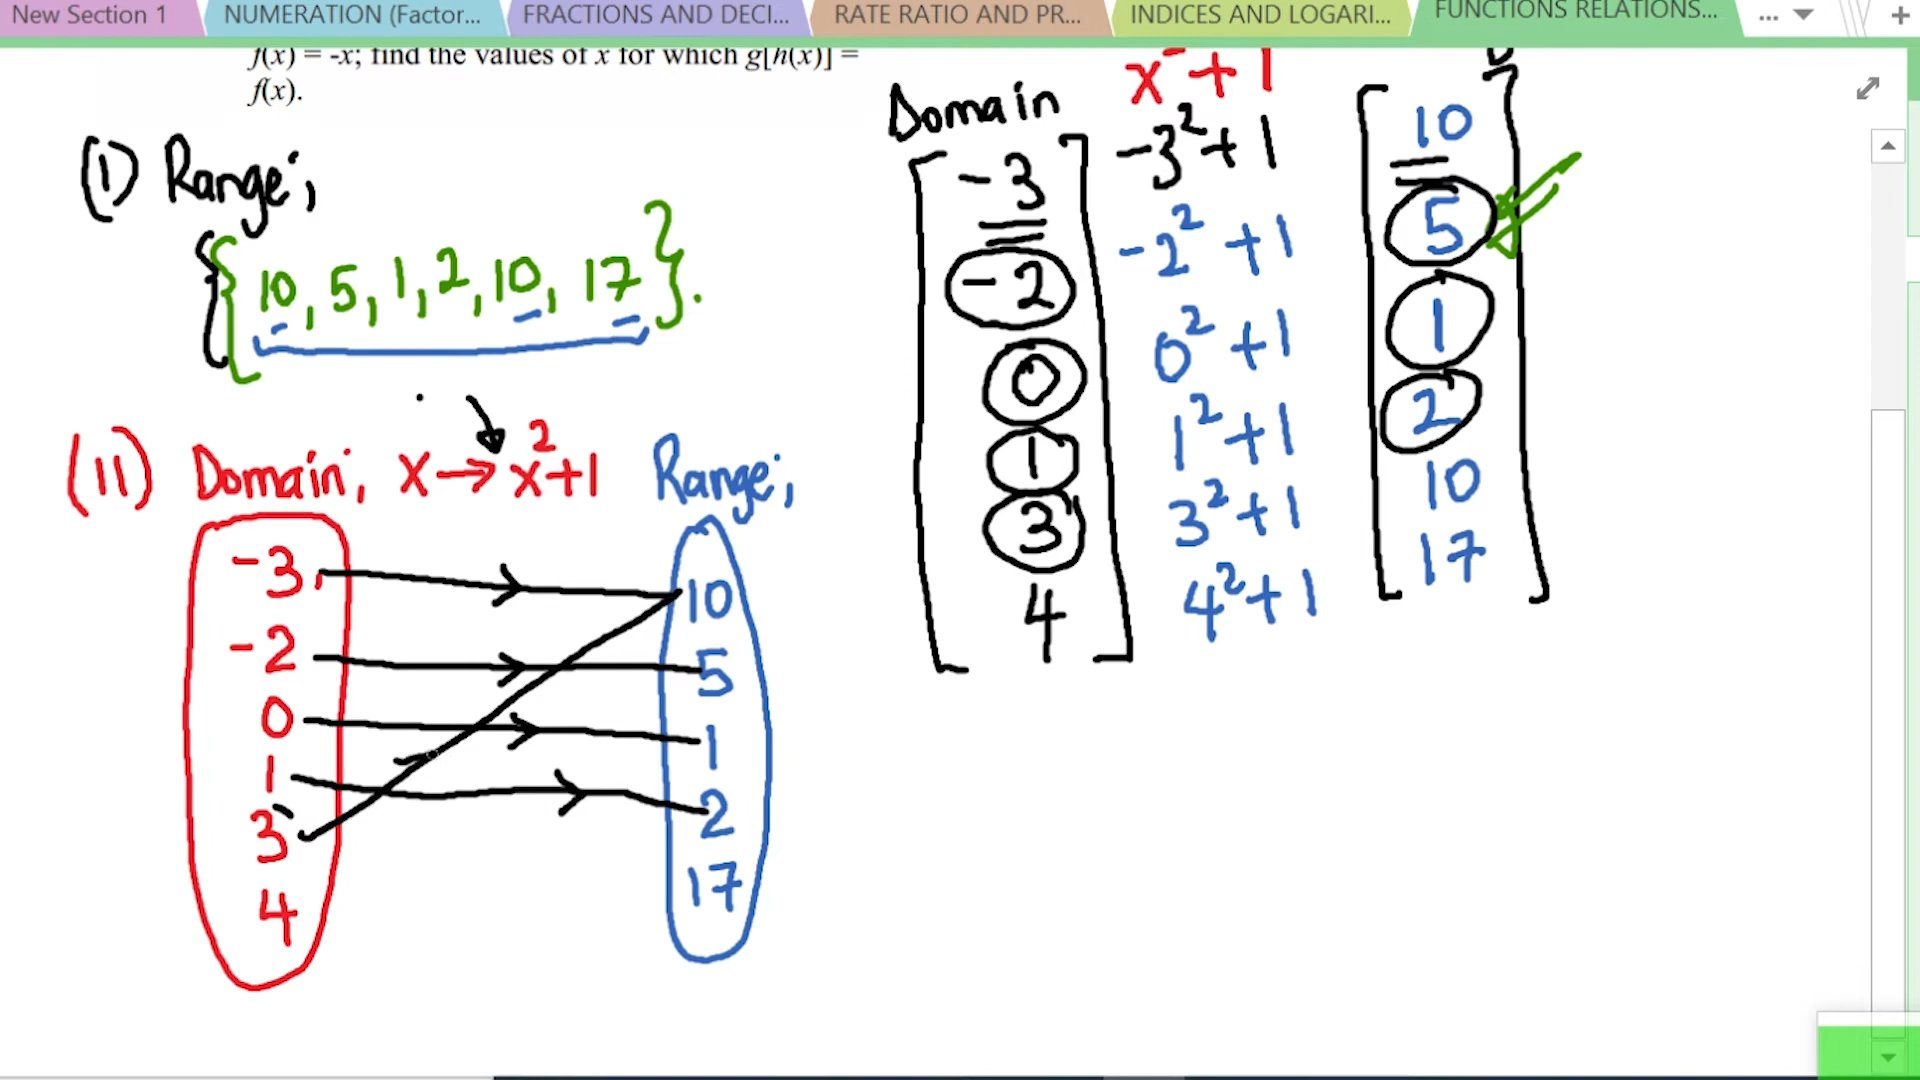 New Section 1 NUMERATION (Factor... FRACTIONS AND DECI... RATE RATIO AND PR... INDICES AND LOGARI... FUNCTIONS RELATIONS...
f(x) = -x; find the values of x for which g[h(x)] =
f(x).
(1) Range;
{{10, 5, 1, 2, 10, 17}.
(11) Domain; x → x²+1 Range;
-3, 10
-2 5
0 1
1 2
3 17
4
Domain x²+1
-3 -3²+1 10
-2 -2²+1 5
0 0²+1 1
1 1²+1 2
3 3²+1 10
4 4²+1 17